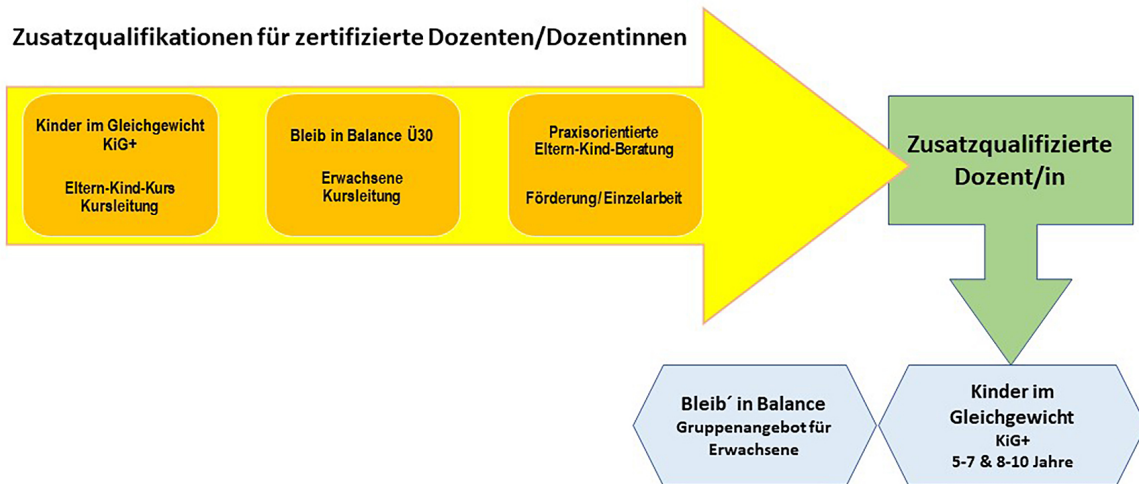 Zusatzqualifikationen für zertifizierte Dozenten/Dozentinnen
Kinder im Gleichgewicht
KiG+
Eltern-Kind-Kurs
Kursleitung
Bleib in Balance Ü30
Erwachsene
Kursleitung
Praxisorientierte
Eltern-Kind-Beratung
Förderung/Einzelarbeit
Zusatzqualifizierte
Dozent/in
Bleib´ in Balance
Gruppenangebot für
Erwachsene
Kinder im
Gleichgewicht
KiG+
5-7 & 8-10 Jahre